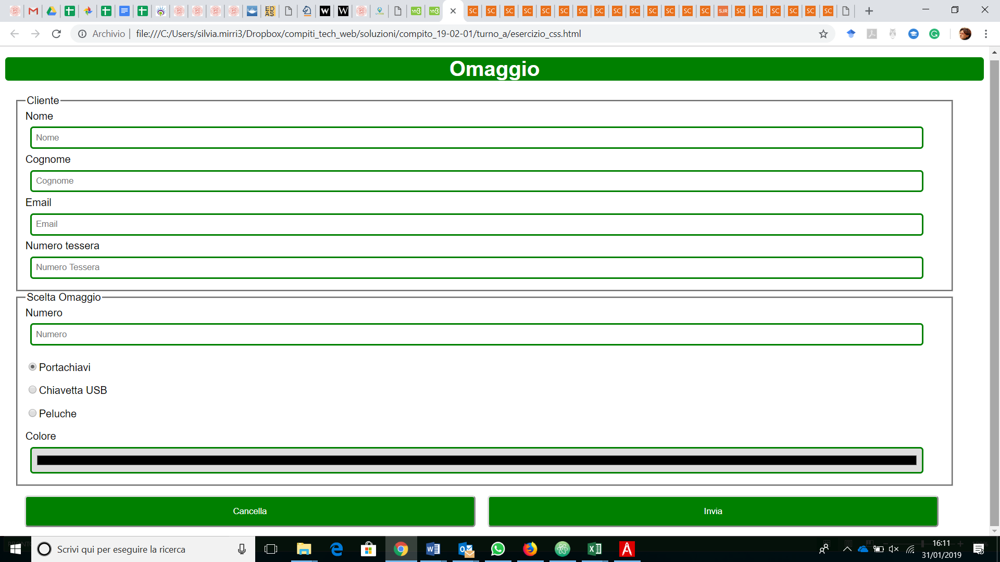 Archivio | file:///C:/Users/silvia.mirri3/Dropbox/compiti_tech_web/soluzioni/compito_19-02-01/turno_a/esercizio_css.html
Omaggio
Cliente
Nome
Nome
Cognome
Cognome
Email
Email
Numero tessera
Numero Tessera
Scelta Omaggio
Numero
Numero
Portachiavi
Chiavetta USB
Peluche
Colore
Cancella Invia
Scrivi qui per eseguire la ricerca
16:11
31/01/2019